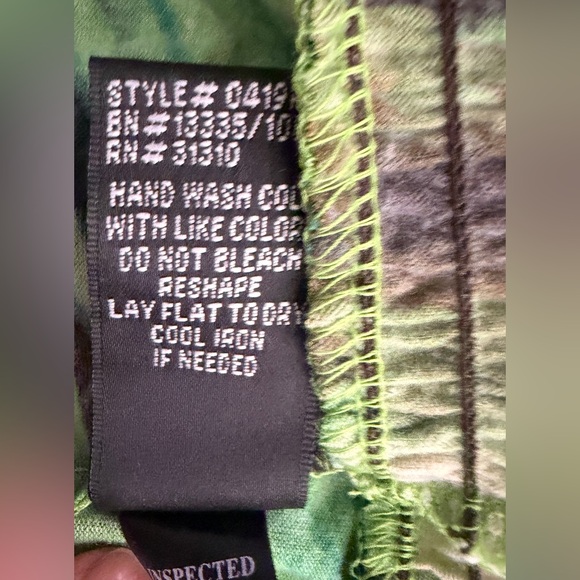 STYLE# 0419
BN#13335/10
RN#31310
HAND WASH COL
WITH LIKE COLOR
DO NOT BLEACH
RESHAPE
LAY FLAT TO DRY
COOL IRON
IF NEEDED
INSPECTED